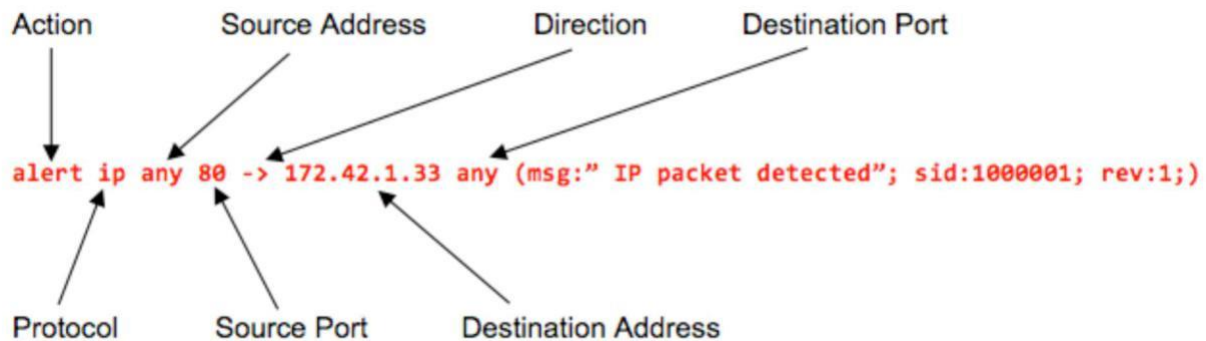 Action Source Address Direction Destination Port
alert ip any 80 -> 172.42.1.33 any (msg:” IP packet detected”; sid:1000001; rev:1;)
Protocol Source Port Destination Address